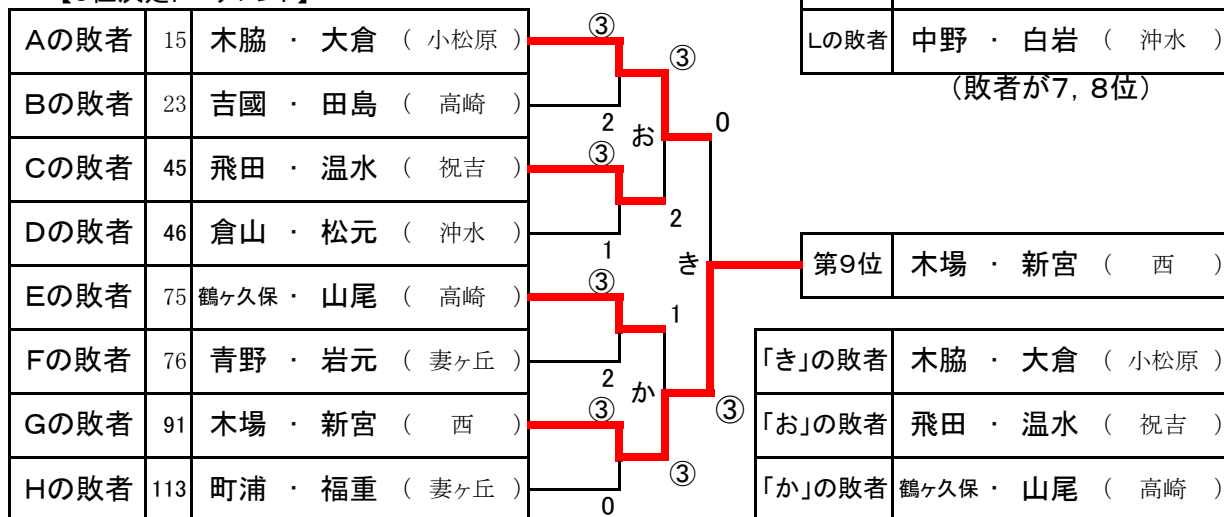 Lの敗者 中野 ・ 白岩 ( 沖水 )
(敗者が7, 8位)
Aの敗者 15 木脇 ・ 大倉 ( 小松原 ) ③
③
Bの敗者 23 吉國 ・ 田島 ( 高崎 ) 2
お 0
Cの敗者 45 飛田 ・ 温水 ( 祝吉 ) ③
2
Dの敗者 46 倉山 ・ 松元 ( 沖水 ) 1
き
第9位 木場 ・ 新宮 ( 西 )
Eの敗者 75 鶴ヶ久保 ・ 山尾 ( 高崎 ) ③
1
Fの敗者 76 青野 ・ 岩元 ( 妻ヶ丘 ) 2
か ③
Gの敗者 91 木場 ・ 新宮 ( 西 ) ③
③
Hの敗者 113 町浦 ・ 福重 ( 妻ヶ丘 ) 0
「き」の敗者 木脇 ・ 大倉 ( 小松原 )
「お」の敗者 飛田 ・ 温水 ( 祝吉 )
「か」の敗者 鶴ヶ久保 ・ 山尾 ( 高崎 )